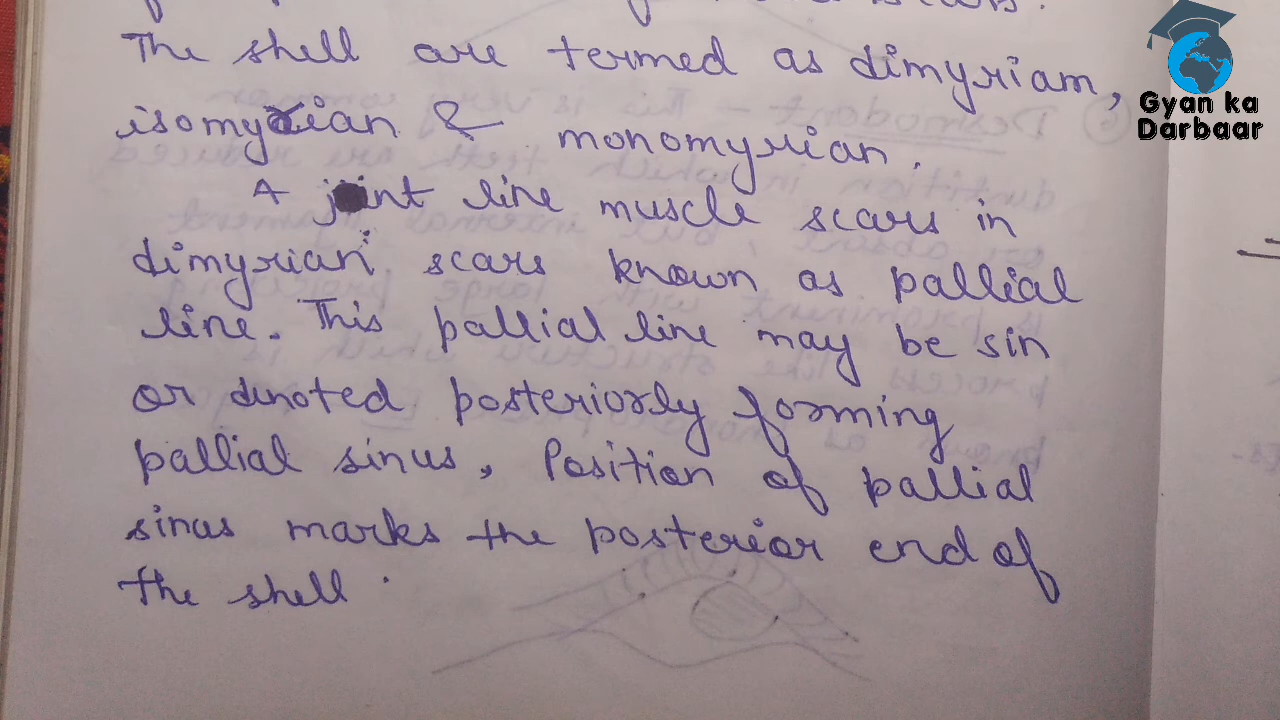 The shell are termed as dimyriam,
isomyrian & monomyrian.
A joint line muscle scars in
dimyrian scars known as pallial
line. This pallial line may be sin
or dinoted posteriorly forming
pallial sinus, Position of pallial
sinus marks the posterior end of
the shell.
Gyan ka
Darbaar